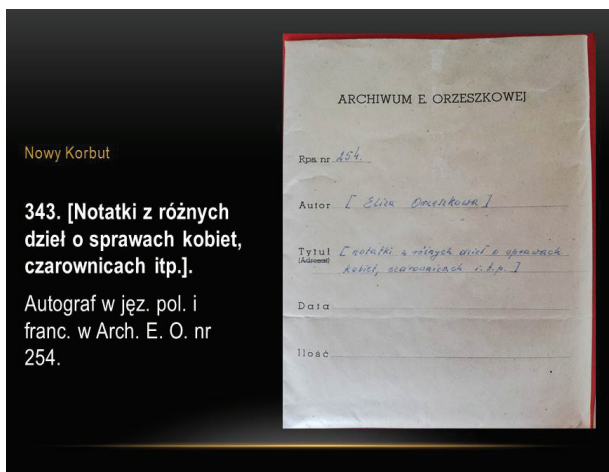 Nowy Korbut
343. [Notatki z różnych
dzieł o sprawach kobiet,
czarownicach itp.].
Autograf w jęz. pol. i
franc. w Arch. E. O. nr
254.
ARCHIWUM E. ORZESZKOWEJ
Rps. nr 254.
Autor [ Eliza Orzeszkowa ]
Tytuł [ notatki z różnych dzieł o sprawach
(Adresat) kobiet, czarownicach i.t.p. ]
Data
Ilość